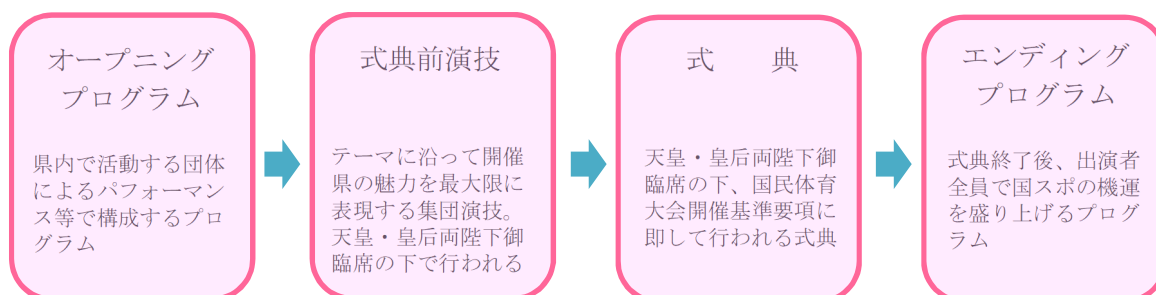 オープニング
プログラム
県内で活動する団体
によるパフォーマン
ス等で構成するプロ
グラム
式典前演技
テーマに沿って開催
県の魅力を最大限に
表現する集団演技。
天皇・皇后両陛下御
臨席の下で行われる
式　　典
天皇・皇后両陛下御
臨席の下、国民体育
大会開催基準要項に
即して行われる式典
エンディング
プログラム
式典終了後、出演者
全員で国スポの機運
を盛り上げるプログ
ラム